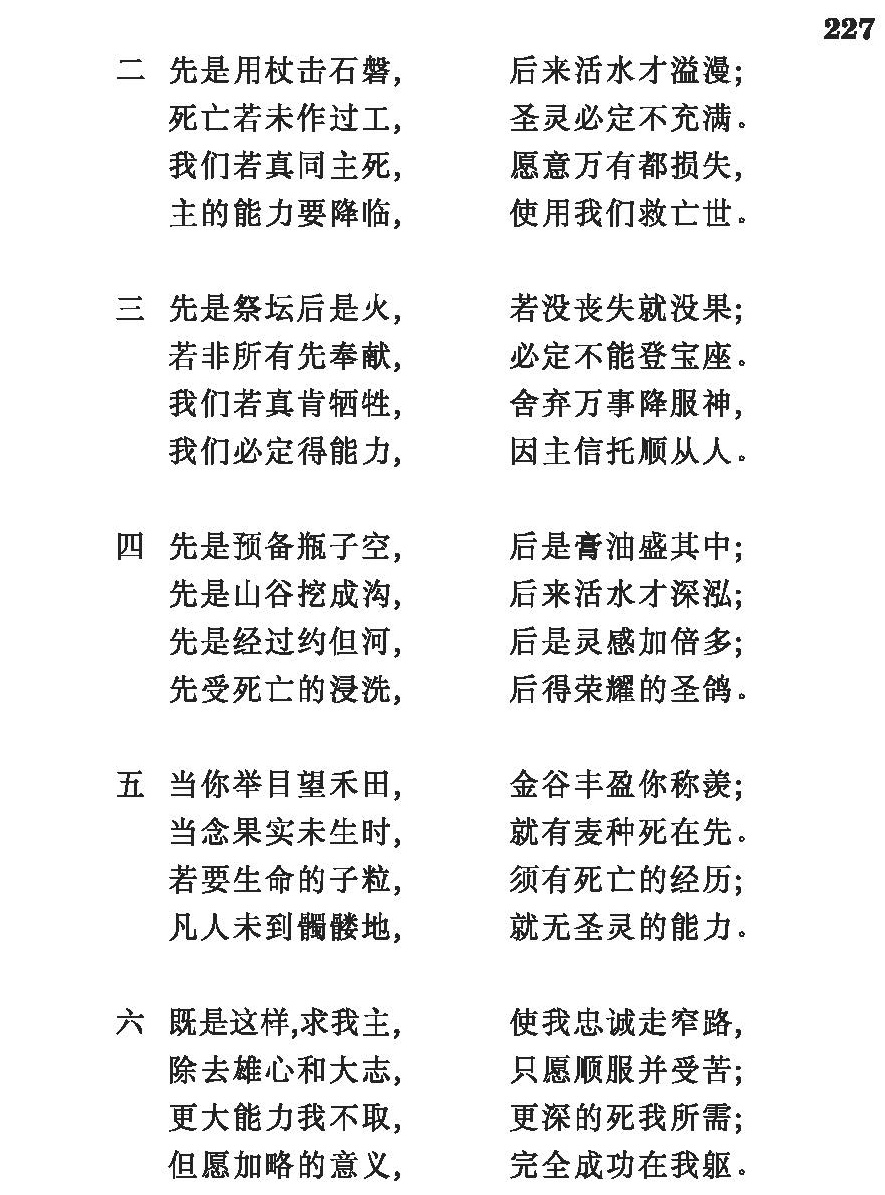 227
二 先是用杖击石磐, 后来活水才溢漫;
死亡若未作过工, 圣灵必定不充满。
我们若真同主死, 愿意万有都损失,
主的能力要降临, 使用我们救亡世。
三 先是祭坛后是火, 若没丧失就没果;
若非所有先奉献, 必定不能登宝座。
我们若真肯牺牲, 舍弃万事降服神,
我们必定得能力, 因主信托顺从人。
四 先是预备瓶子空, 后是膏油盛其中;
先是山谷挖成沟, 后来活水才深泓;
先是经过约但河, 后是灵感加倍多;
先受死亡的浸洗, 后得荣耀的圣鸽。
五 当你举目望禾田, 金谷丰盈你称羡;
当念果实未生时, 就有麦种死在先。
若要生命的子粒, 须有死亡的经历;
凡人未到髑髅地, 就无圣灵的能力。
六 既是这样,求我主, 使我忠诚走窄路,
除去雄心和大志, 只愿顺服并受苦;
更大能力我不取, 更深的死我所需;
但愿加略的意义, 完全成功在我躯。